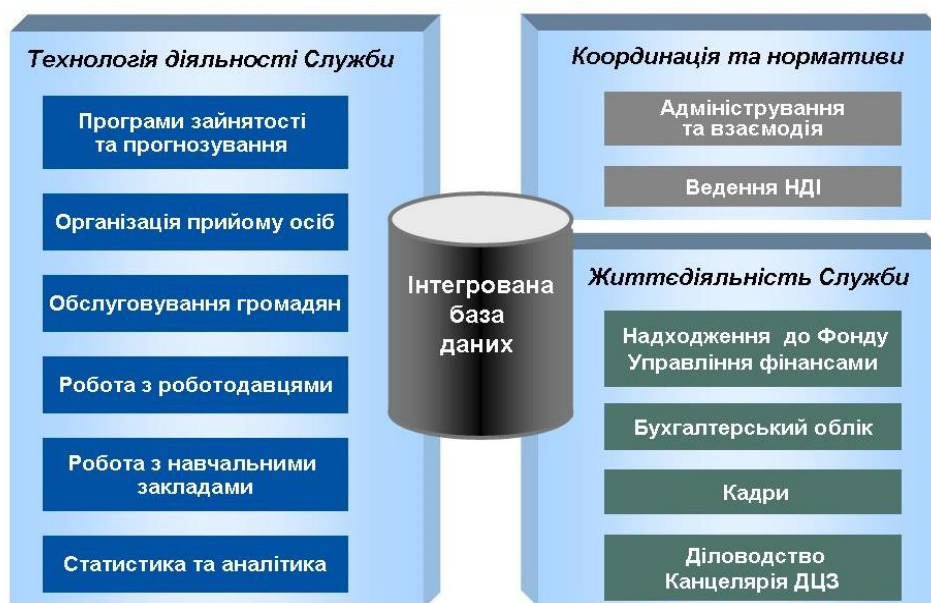 Технологія діяльності Служби
Програми зайнятості
та прогнозування
Організація прийому осіб
Обслуговування громадян
Робота з роботодавцями
Робота з навчальними
закладами
Статистика та аналітика
Інтегрована
база
даних
Координація та нормативи
Адміністрування
та взаємодія
Ведення НДІ
Життєдіяльність Служби
Надходження до Фонду
Управління фінансами
Бухгалтерський облік
Кадри
Діловодство
Канцелярія ДЦЗ